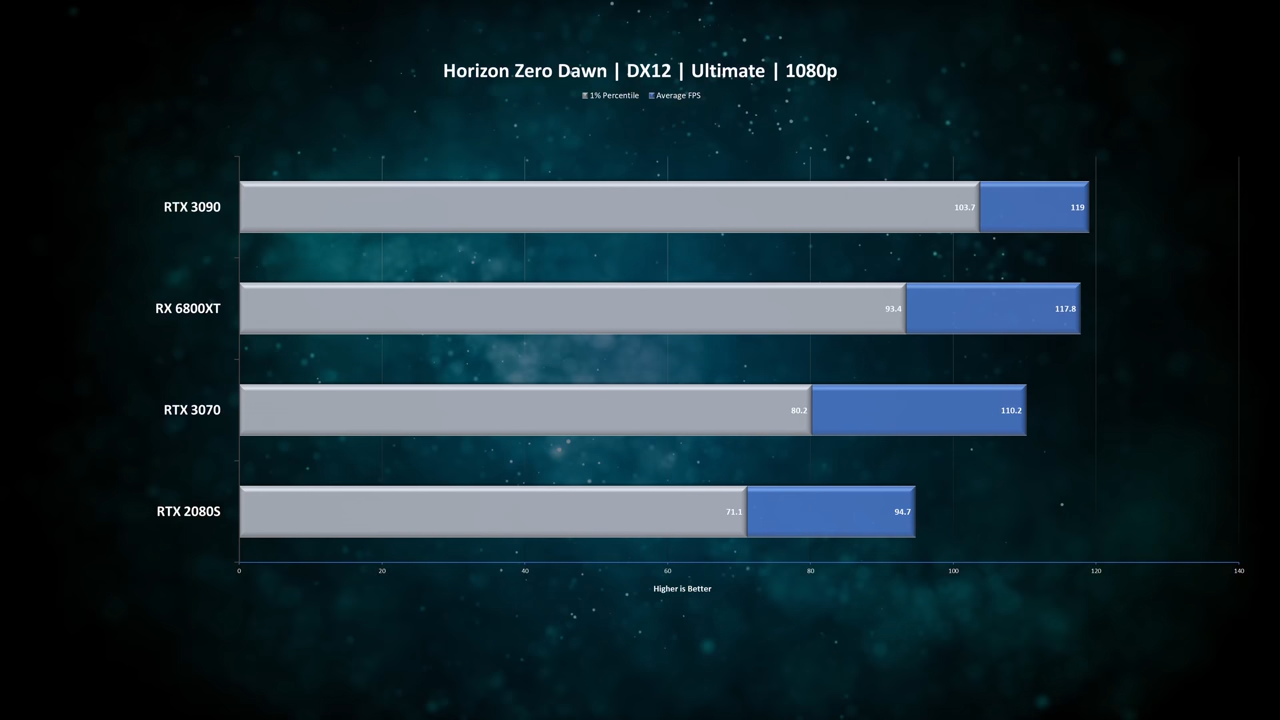 Horizon Zero Dawn | DX12 | Ultimate | 1080p
1% Percentile Average FPS
RTX 3090 103.7 119
RX 6800XT 93.4 117.8
RTX 3070 80.2 110.2
RTX 2080S 71.1 94.7
0 20 40 60 80 100 120 140
Higher is Better